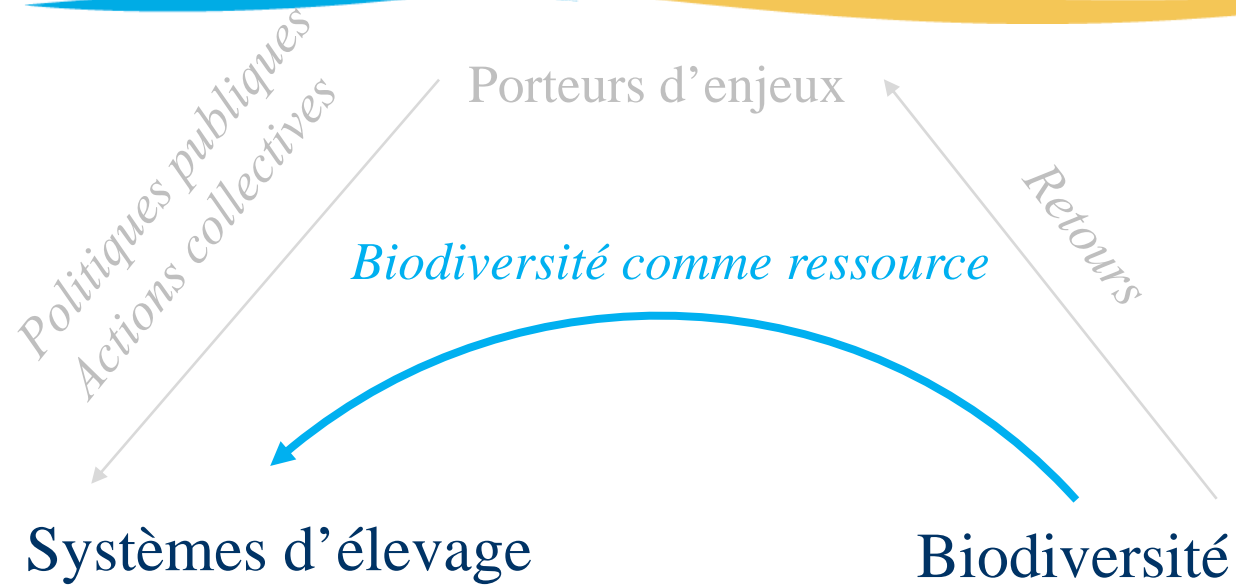 Porteurs d’enjeux
Politiques publiques
Actions collectives
Retours
Biodiversité comme ressource
Systèmes d’élevage
Biodiversité